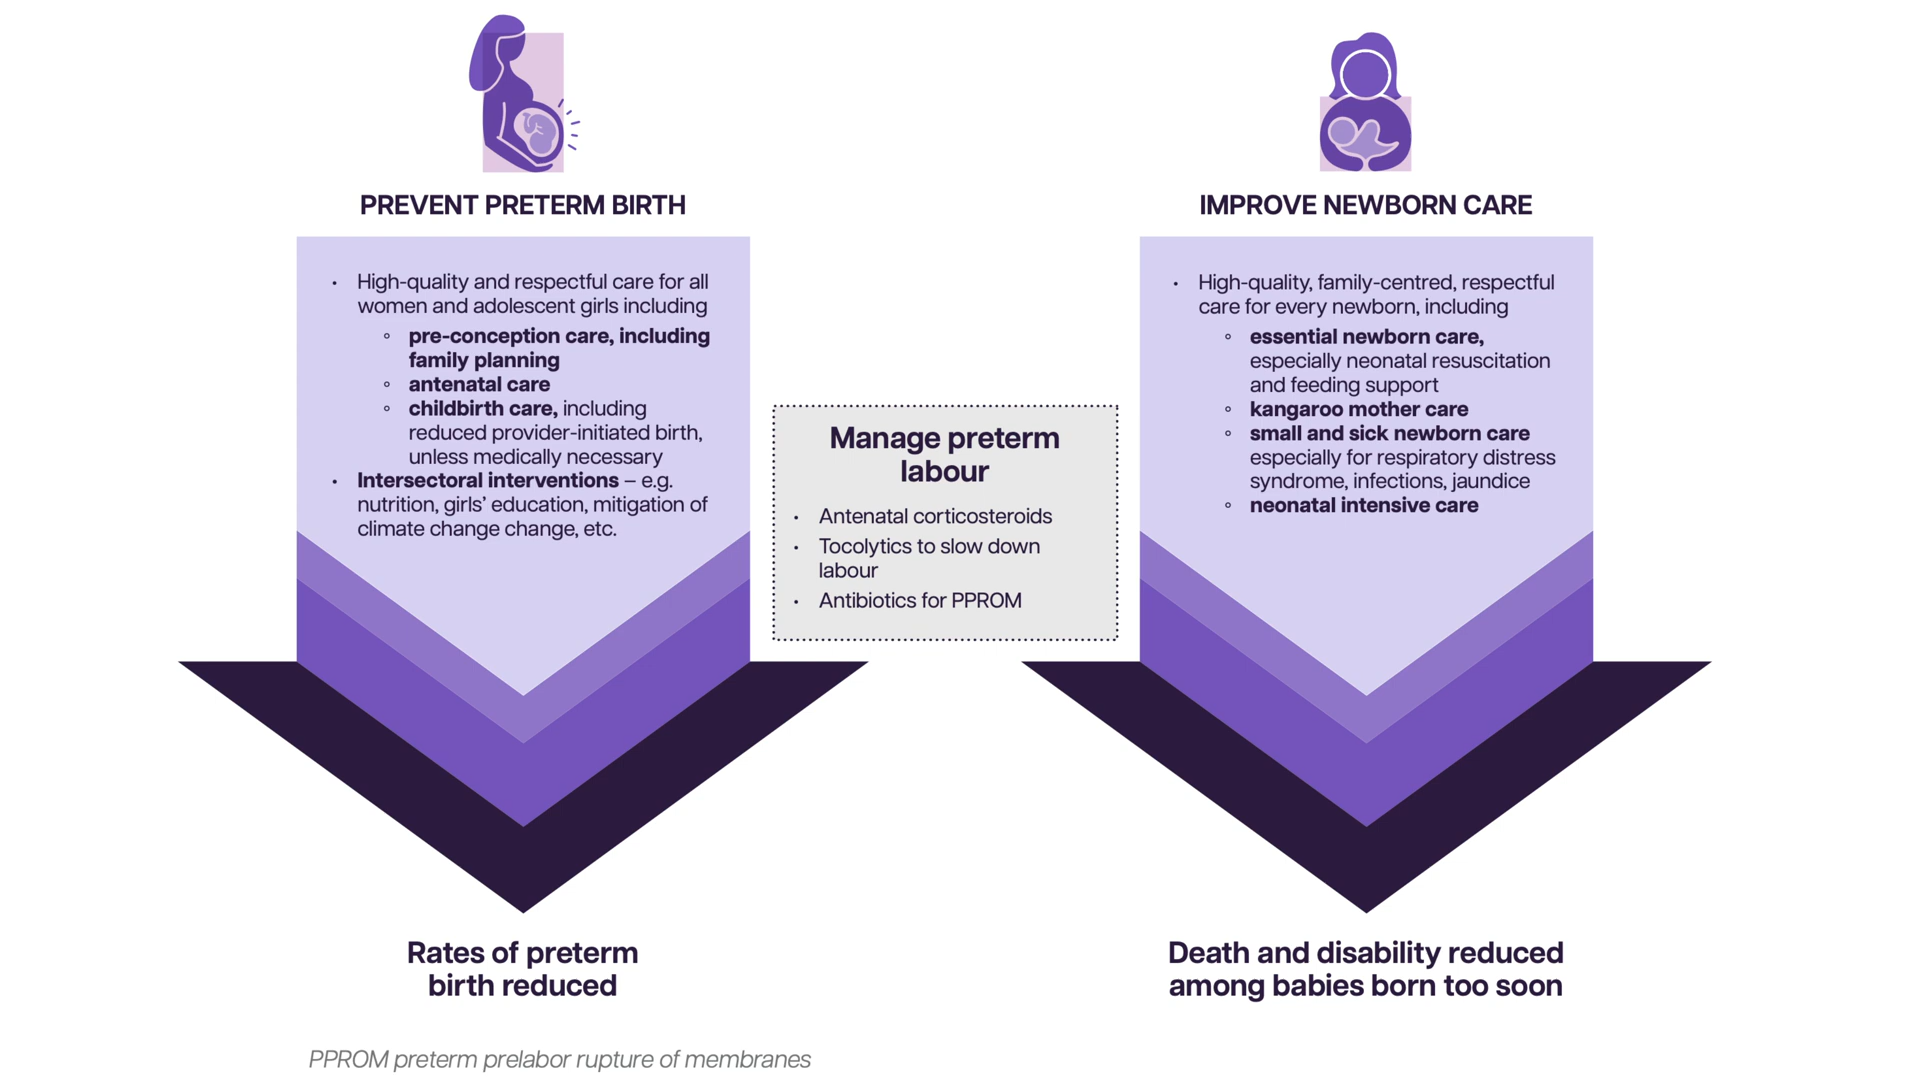 PREVENT PRETERM BIRTH
• High-quality and respectful care for all
women and adolescent girls including
◦ pre-conception care, including
family planning
◦ antenatal care
◦ childbirth care, including
reduced provider-initiated birth,
unless medically necessary
• Intersectoral interventions – e.g.
nutrition, girls’ education, mitigation of
climate change change, etc.
Rates of preterm
birth reduced
Manage preterm
labour
• Antenatal corticosteroids
• Tocolytics to slow down
labour
• Antibiotics for PPROM
IMPROVE NEWBORN CARE
• High-quality, family-centred, respectful
care for every newborn, including
◦ essential newborn care,
especially neonatal resuscitation
and feeding support
◦ kangaroo mother care
◦ small and sick newborn care
especially for respiratory distress
syndrome, infections, jaundice
◦ neonatal intensive care
Death and disability reduced
among babies born too soon
PPROM preterm prelabor rupture of membranes